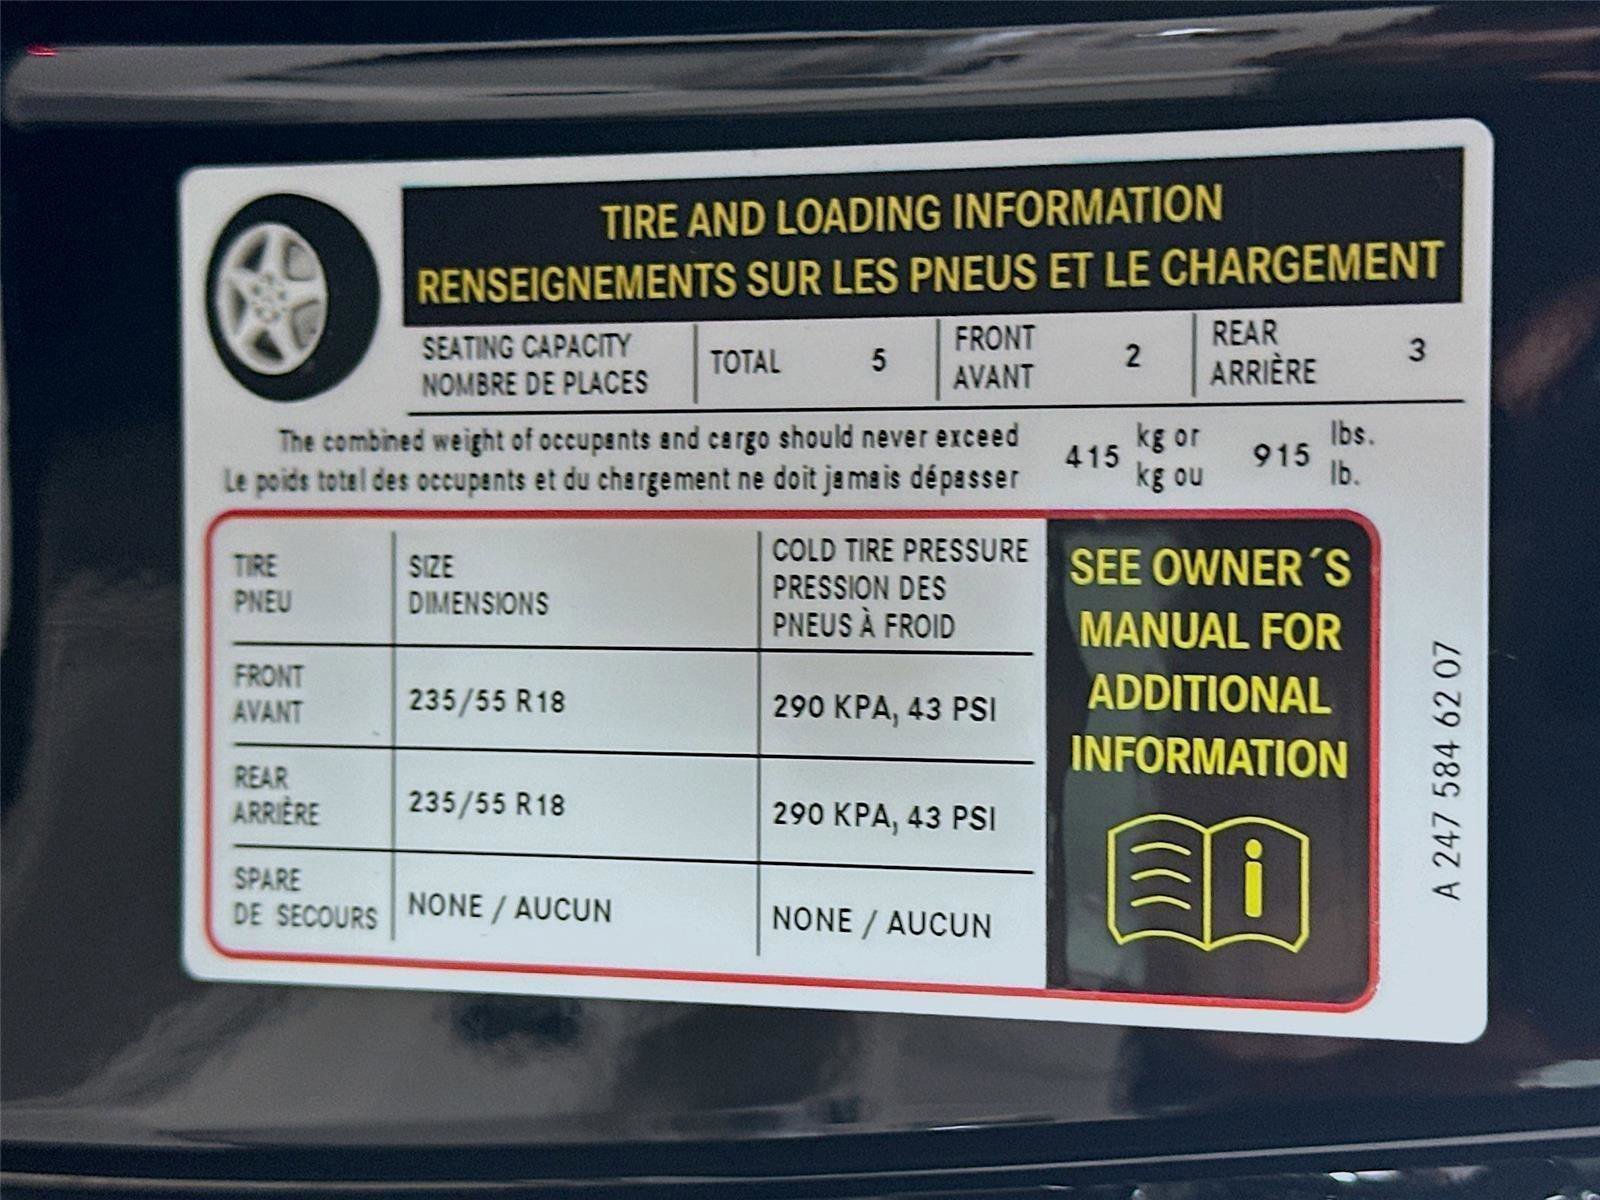 TIRE AND LOADING INFORMATION
RENSEIGNEMENTS SUR LES PNEUS ET LE CHARGEMENT
SEATING CAPACITY
NOMBRE DE PLACES
TOTAL 5
FRONT
AVANT
2
REAR
ARRIÈRE
3
The combined weight of occupants and cargo should never exceed
Le poids total des occupants et du chargement ne doit jamais dépasser
415 kg or
kg ou
915 lbs.
lb.
TIRE
PNEU
SIZE
DIMENSIONS
COLD TIRE PRESSURE
PRESSION DES
PNEUS À FROID
FRONT
AVANT
235/55 R18
290 KPA, 43 PSI
REAR
ARRIÈRE
235/55 R18
290 KPA, 43 PSI
SPARE
DE SECOURS
NONE / AUCUN
NONE / AUCUN
SEE OWNER´S
MANUAL FOR
ADDITIONAL
INFORMATION
i
A 247 584 62 07